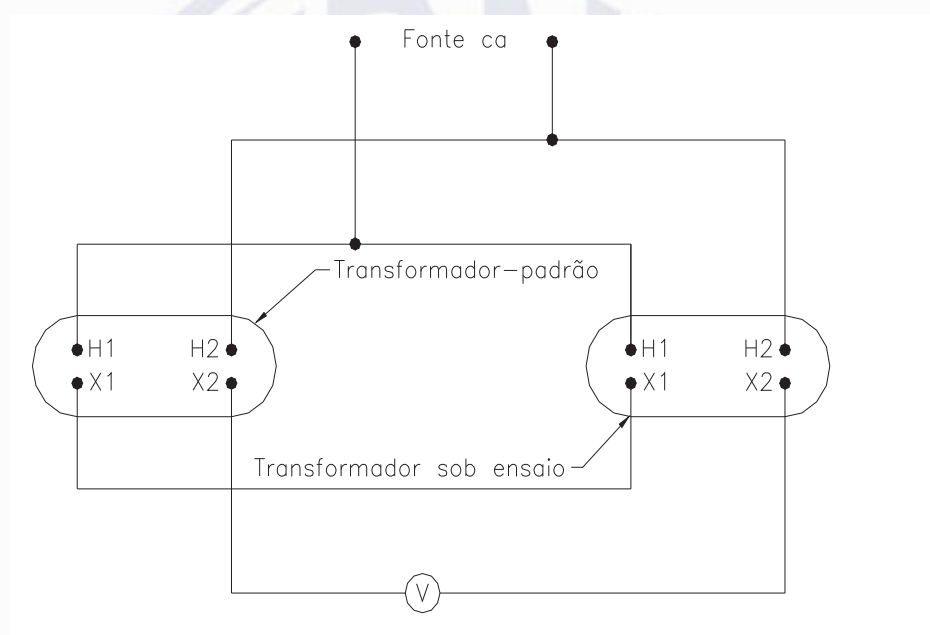 Fonte ca
Transformador-padrão
H1 H2 H1 H2
X1 X2 X1 X2
Transformador sob ensaio
V